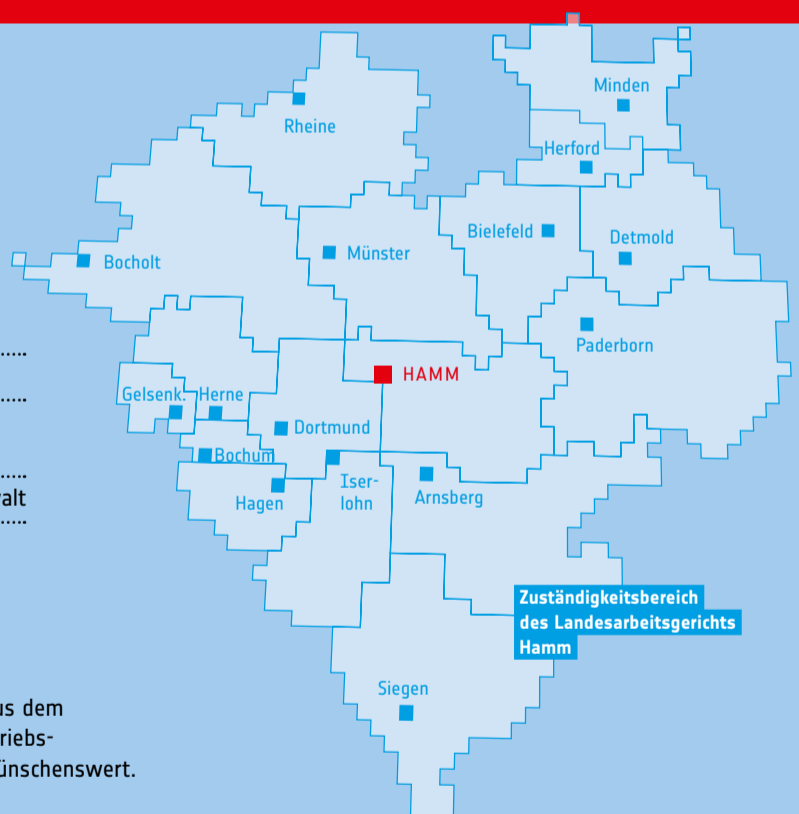 Minden
Rheine
Herford
Bielefeld
Detmold
Münster
Bocholt
Paderborn
HAMM
Gelsenk.
Herne
Dortmund
Bochum
Iser-
lohn
Arnsberg
Hagen
Zuständigkeitsbereich
des Landesarbeitsgerichts
Hamm
Siegen
dem